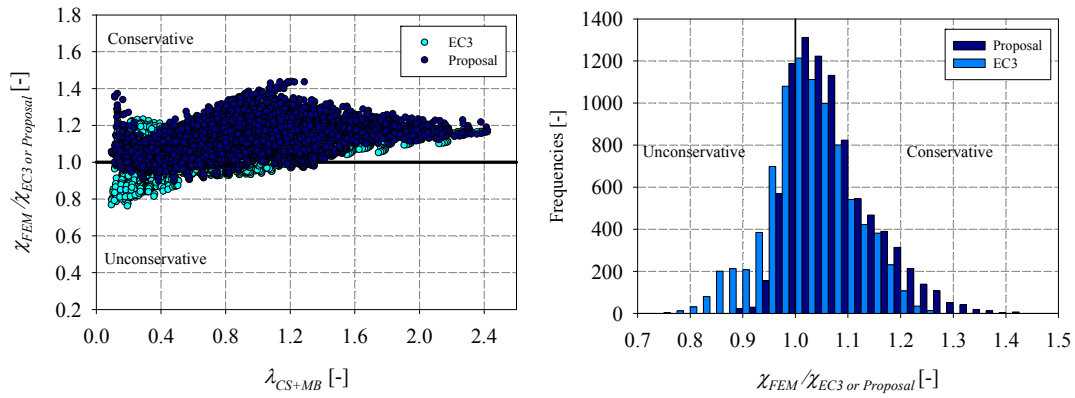 1.8
1.6
1.4
1.2
1.0
0.8
0.6
0.4
0.2
χFEM /χEC3 or Proposal [-]
Conservative
EC3
Proposal
Unconservative
0.0 0.4 0.8 1.2 1.6 2.0 2.4
λCS+MB [-]
1400
1200
1000
800
600
400
200
0
Frequencies [-]
Proposal
EC3
Unconservative
Conservative
0.7 0.8 0.9 1.0 1.1 1.2 1.3 1.4 1.5
χFEM /χEC3 or Proposal [-]